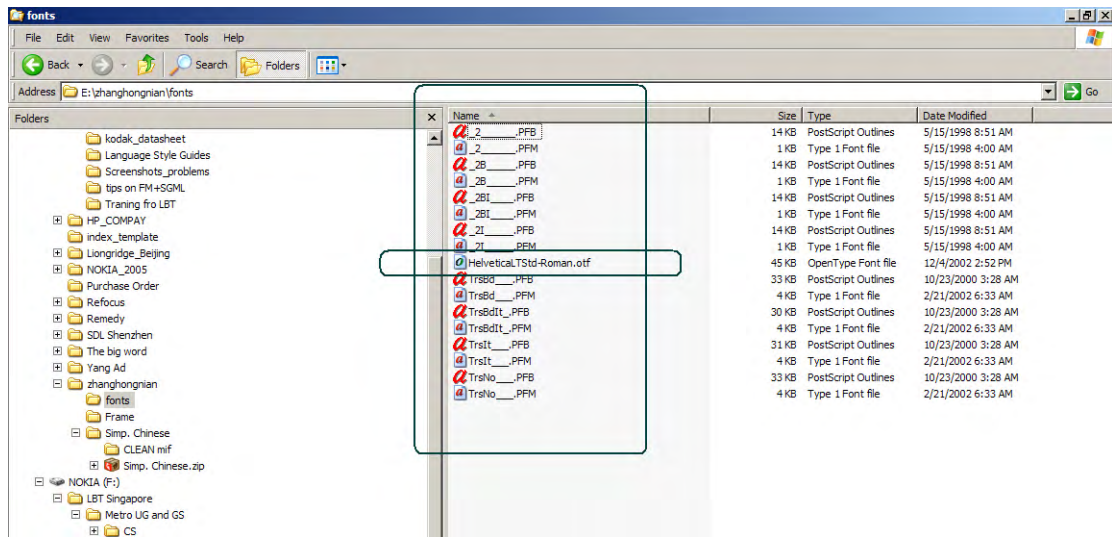 fonts
File Edit View Favorites Tools Help
Back Search Folders
Address E:\zhanghongnian\fonts Go
Folders
kodak_datasheet
Language Style Guides
Screenshots_problems
tips on FM+SGML
Traning fro LBT
HP_COMPAY
index_template
Liongridge_Beijing
NOKIA_2005
Purchase Order
Refocus
Remedy
SDL Shenzhen
The big word
Yang Ad
zhanghongnian
fonts
Frame
Simp. Chinese
CLEAN mif
Simp. Chinese.zip
NOKIA (F:)
LBT Singapore
Metro UG and GS
CS
Name Size Type Date Modified
_2______.PFB 14 KB PostScript Outlines 5/15/1998 8:51 AM
_2______.PFM 1 KB Type 1 Font file 5/15/1998 4:00 AM
_2B_____.PFB 14 KB PostScript Outlines 5/15/1998 8:51 AM
_2B_____.PFM 1 KB Type 1 Font file 5/15/1998 4:00 AM
_2BI____.PFB 14 KB PostScript Outlines 5/15/1998 8:51 AM
_2BI____.PFM 1 KB Type 1 Font file 5/15/1998 4:00 AM
_2I_____.PFB 14 KB PostScript Outlines 5/15/1998 8:51 AM
_2I_____.PFM 1 KB Type 1 Font file 5/15/1998 4:00 AM
HelveticaLTStd-Roman.otf 45 KB OpenType Font file 12/4/2002 2:52 PM
TrsBd___.PFB 33 KB PostScript Outlines 10/23/2000 3:28 AM
TrsBd___.PFM 4 KB Type 1 Font file 2/21/2002 6:33 AM
TrsBdIt_.PFB 30 KB PostScript Outlines 10/23/2000 3:28 AM
TrsBdIt_.PFM 4 KB Type 1 Font file 2/21/2002 6:33 AM
TrsIt___.PFB 31 KB PostScript Outlines 10/23/2000 3:28 AM
TrsIt___.PFM 4 KB Type 1 Font file 2/21/2002 6:33 AM
TrsNo___.PFB 33 KB PostScript Outlines 10/23/2000 3:28 AM
TrsNo___.PFM 4 KB Type 1 Font file 2/21/2002 6:33 AM